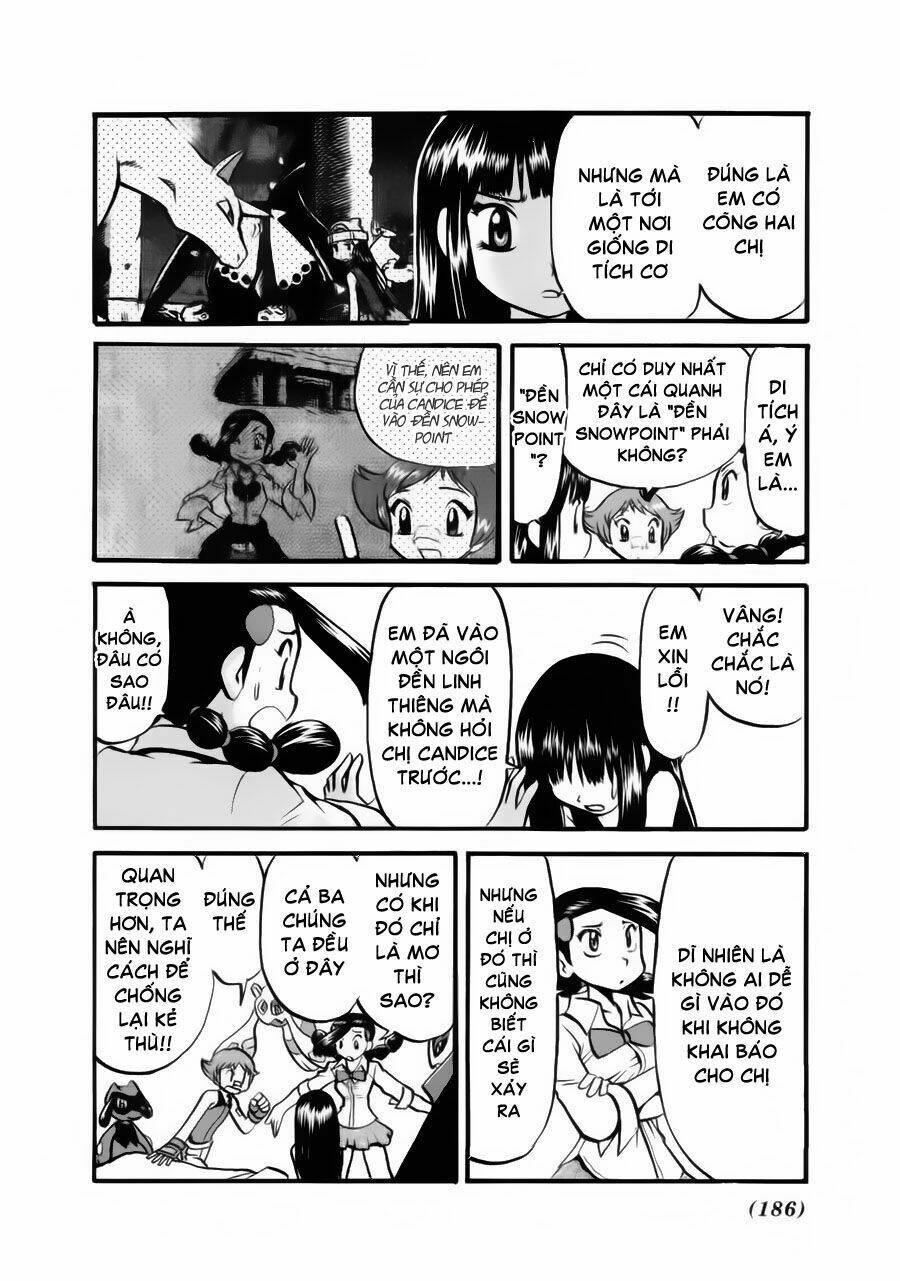 ĐÚNG LÀ
EM CÓ
CÕNG HAI
CHỊ
NHƯNG MÀ
LÀ TỚI
MỘT NƠI
GIỐNG DI
TÍCH CƠ
DI
TÍCH
Á, Ý
EM
LÀ...
CHỈ CÓ DUY NHẤT
MỘT CÁI QUANH
ĐÂY LÀ "ĐỀN
SNOWPOINT" PHẢI
KHÔNG?
"ĐỀN
SNOW
POINT
"?
VÌ THẾ, NÊN EM
CẦN SỰ CHO PHÉP
CỦA CANDICE ĐỂ
VÀO ĐỀN SNOW-
POINT
VÂNG!
CHẮC
CHẮC LÀ
NÓ!
EM
XIN
LỖI
!!
EM ĐÃ VÀO
MỘT NGÔI
ĐỀN LINH
THIÊNG MÀ
KHÔNG HỎI
CHỊ CANDICE
TRƯỚC...!
À
KHÔNG,
ĐÂU CÓ
SAO
ĐÂU!!
DĨ NHIÊN LÀ
KHÔNG AI DỄ
GÌ VÀO ĐÓ
KHI KHÔNG
KHAI BÁO
CHO CHỊ
NHƯNG
NẾU
CHỊ Ở
ĐÓ THÌ
CŨNG
KHÔNG
BIẾT
CÁI GÌ
SẼ
XẢY
RA
NHƯNG
CƠ KHI
ĐÓ CHỈ
LÀ MƠ
THÌ
SAO?
CẢ BA
CHÚNG
TA ĐỀU
Ở ĐÂY
ĐÚNG
THẾ
QUAN
TRỌNG
HƠN, TA
NÊN NGHĨ
CÁCH ĐỂ
CHỐNG
LẠI KẺ
THÙ!!
(186)